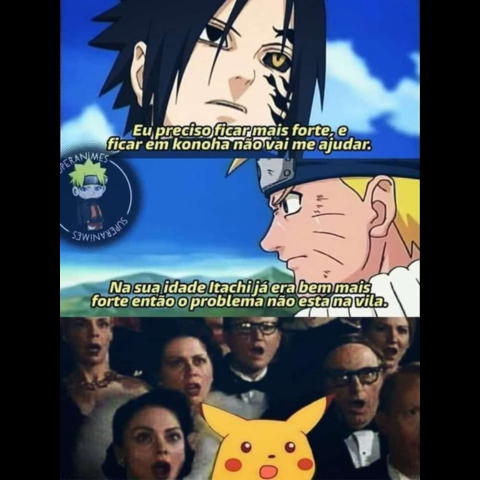 Eu preciso ficar mais forte, e
ficar em konoha não vai me ajudar.
SUPERANIMES
SUPERANIMES
Na sua idade Itachi já era bem mais
forte então o problema não esta na vila.